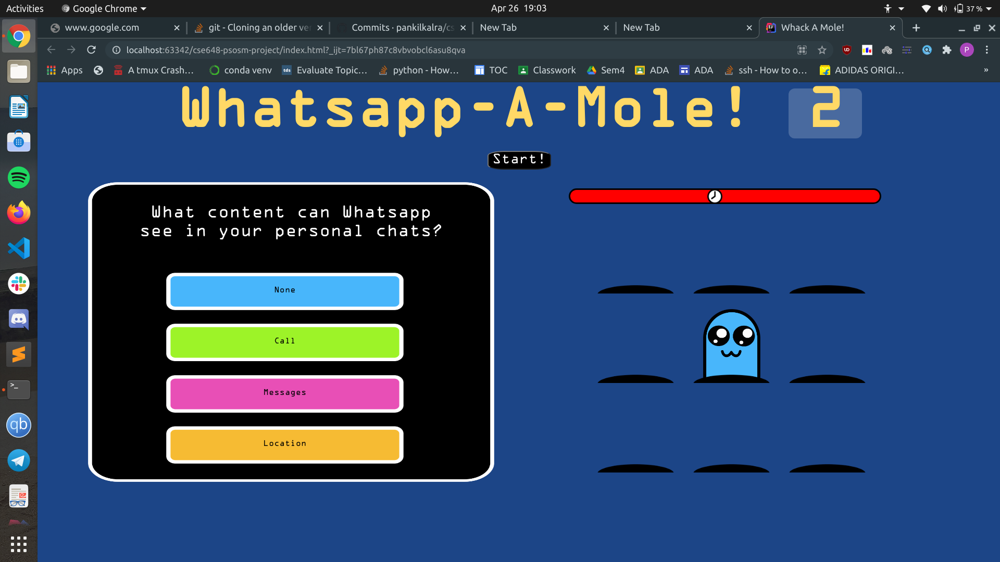 Activities
Google Chrome
Apr 26 19:03
37 %
www.google.com
git - Cloning an older ver
Commits · pankilkalra/cs
New Tab
New Tab
Whack A Mole!
localhost:63342/cse648-psosm-project/index.html?_ijt=7bl67ph87c8vbvobcl6asu8qva
P
Apps
A tmux Crash...
conda venv
tds
Evaluate Topic...
python - How...
TOC
Classwork
Sem4
ADA
ADA
ssh - How to o...
ADIDAS ORIGI...
»
Whatsapp-A-Mole!
2
Start!
What content can Whatsapp
see in your personal chats?
None
Call
Messages
Location
>_
qb